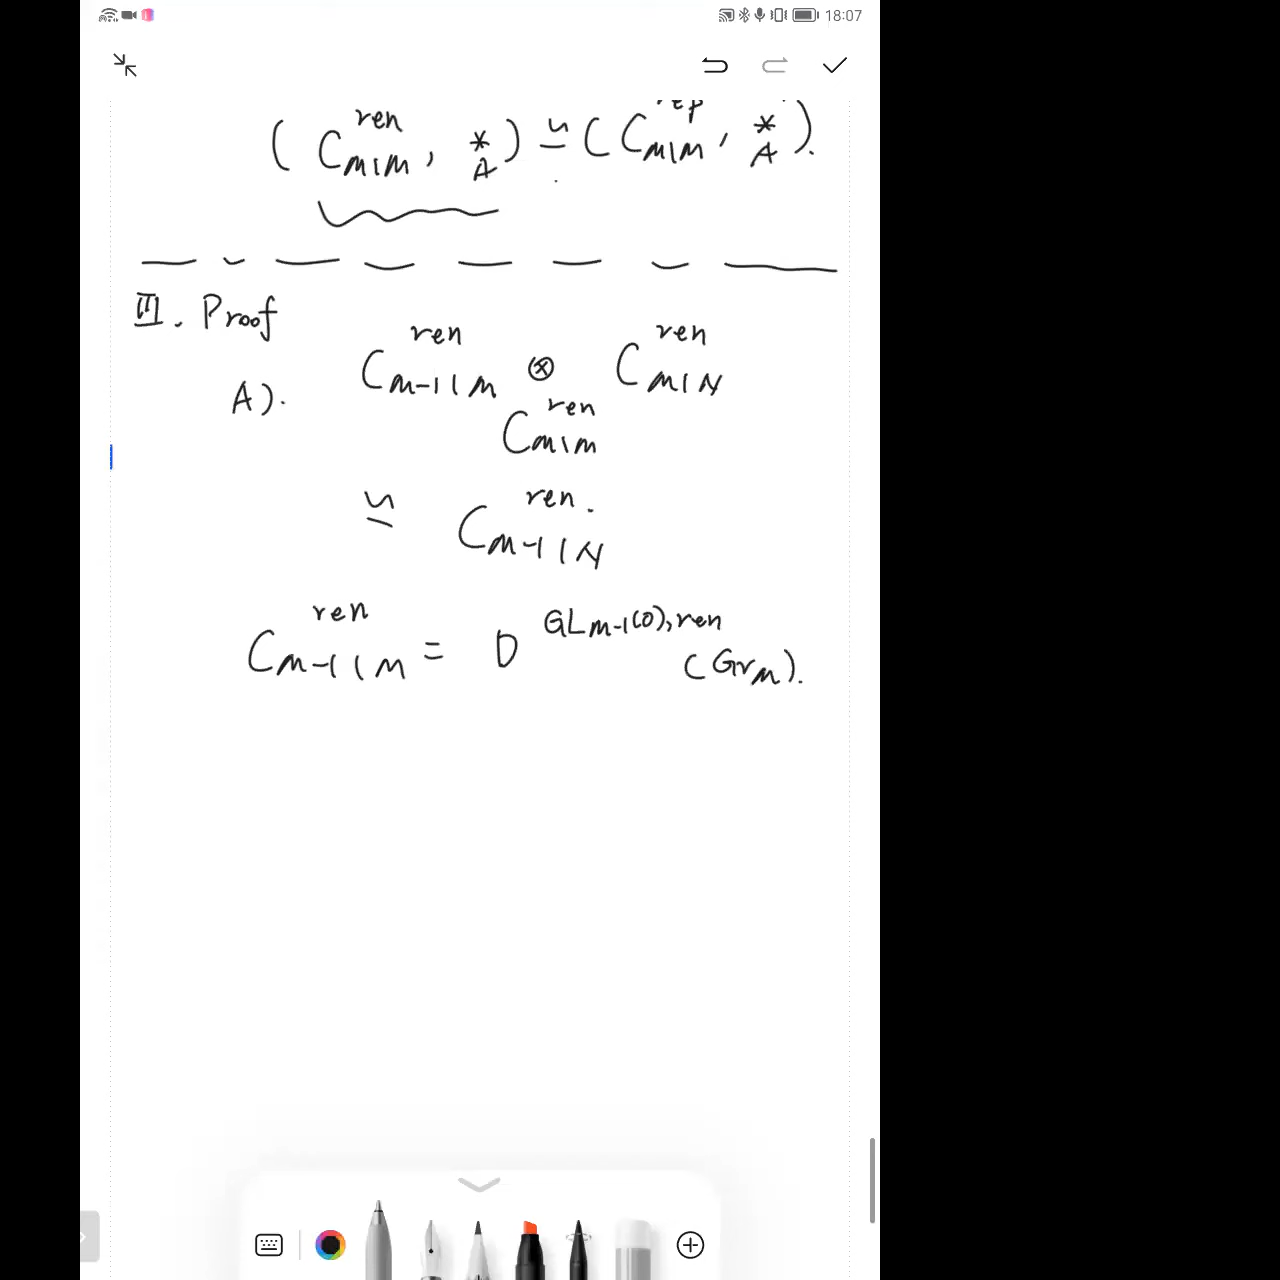 18:07
( C^{ren}_{M|M}, *_A ) ≃ ( C^{rep}_{M|M}, *_A ).
III. Proof
A). C^{ren}_{M-1|M} ⊗_{C^{ren}_{M|M}} C^{ren}_{M|N}
≃ C^{ren.}_{M-1|N}
C^{ren}_{M-1|M} = D^{GL_{M-1}(O), ren} (Gr_M).